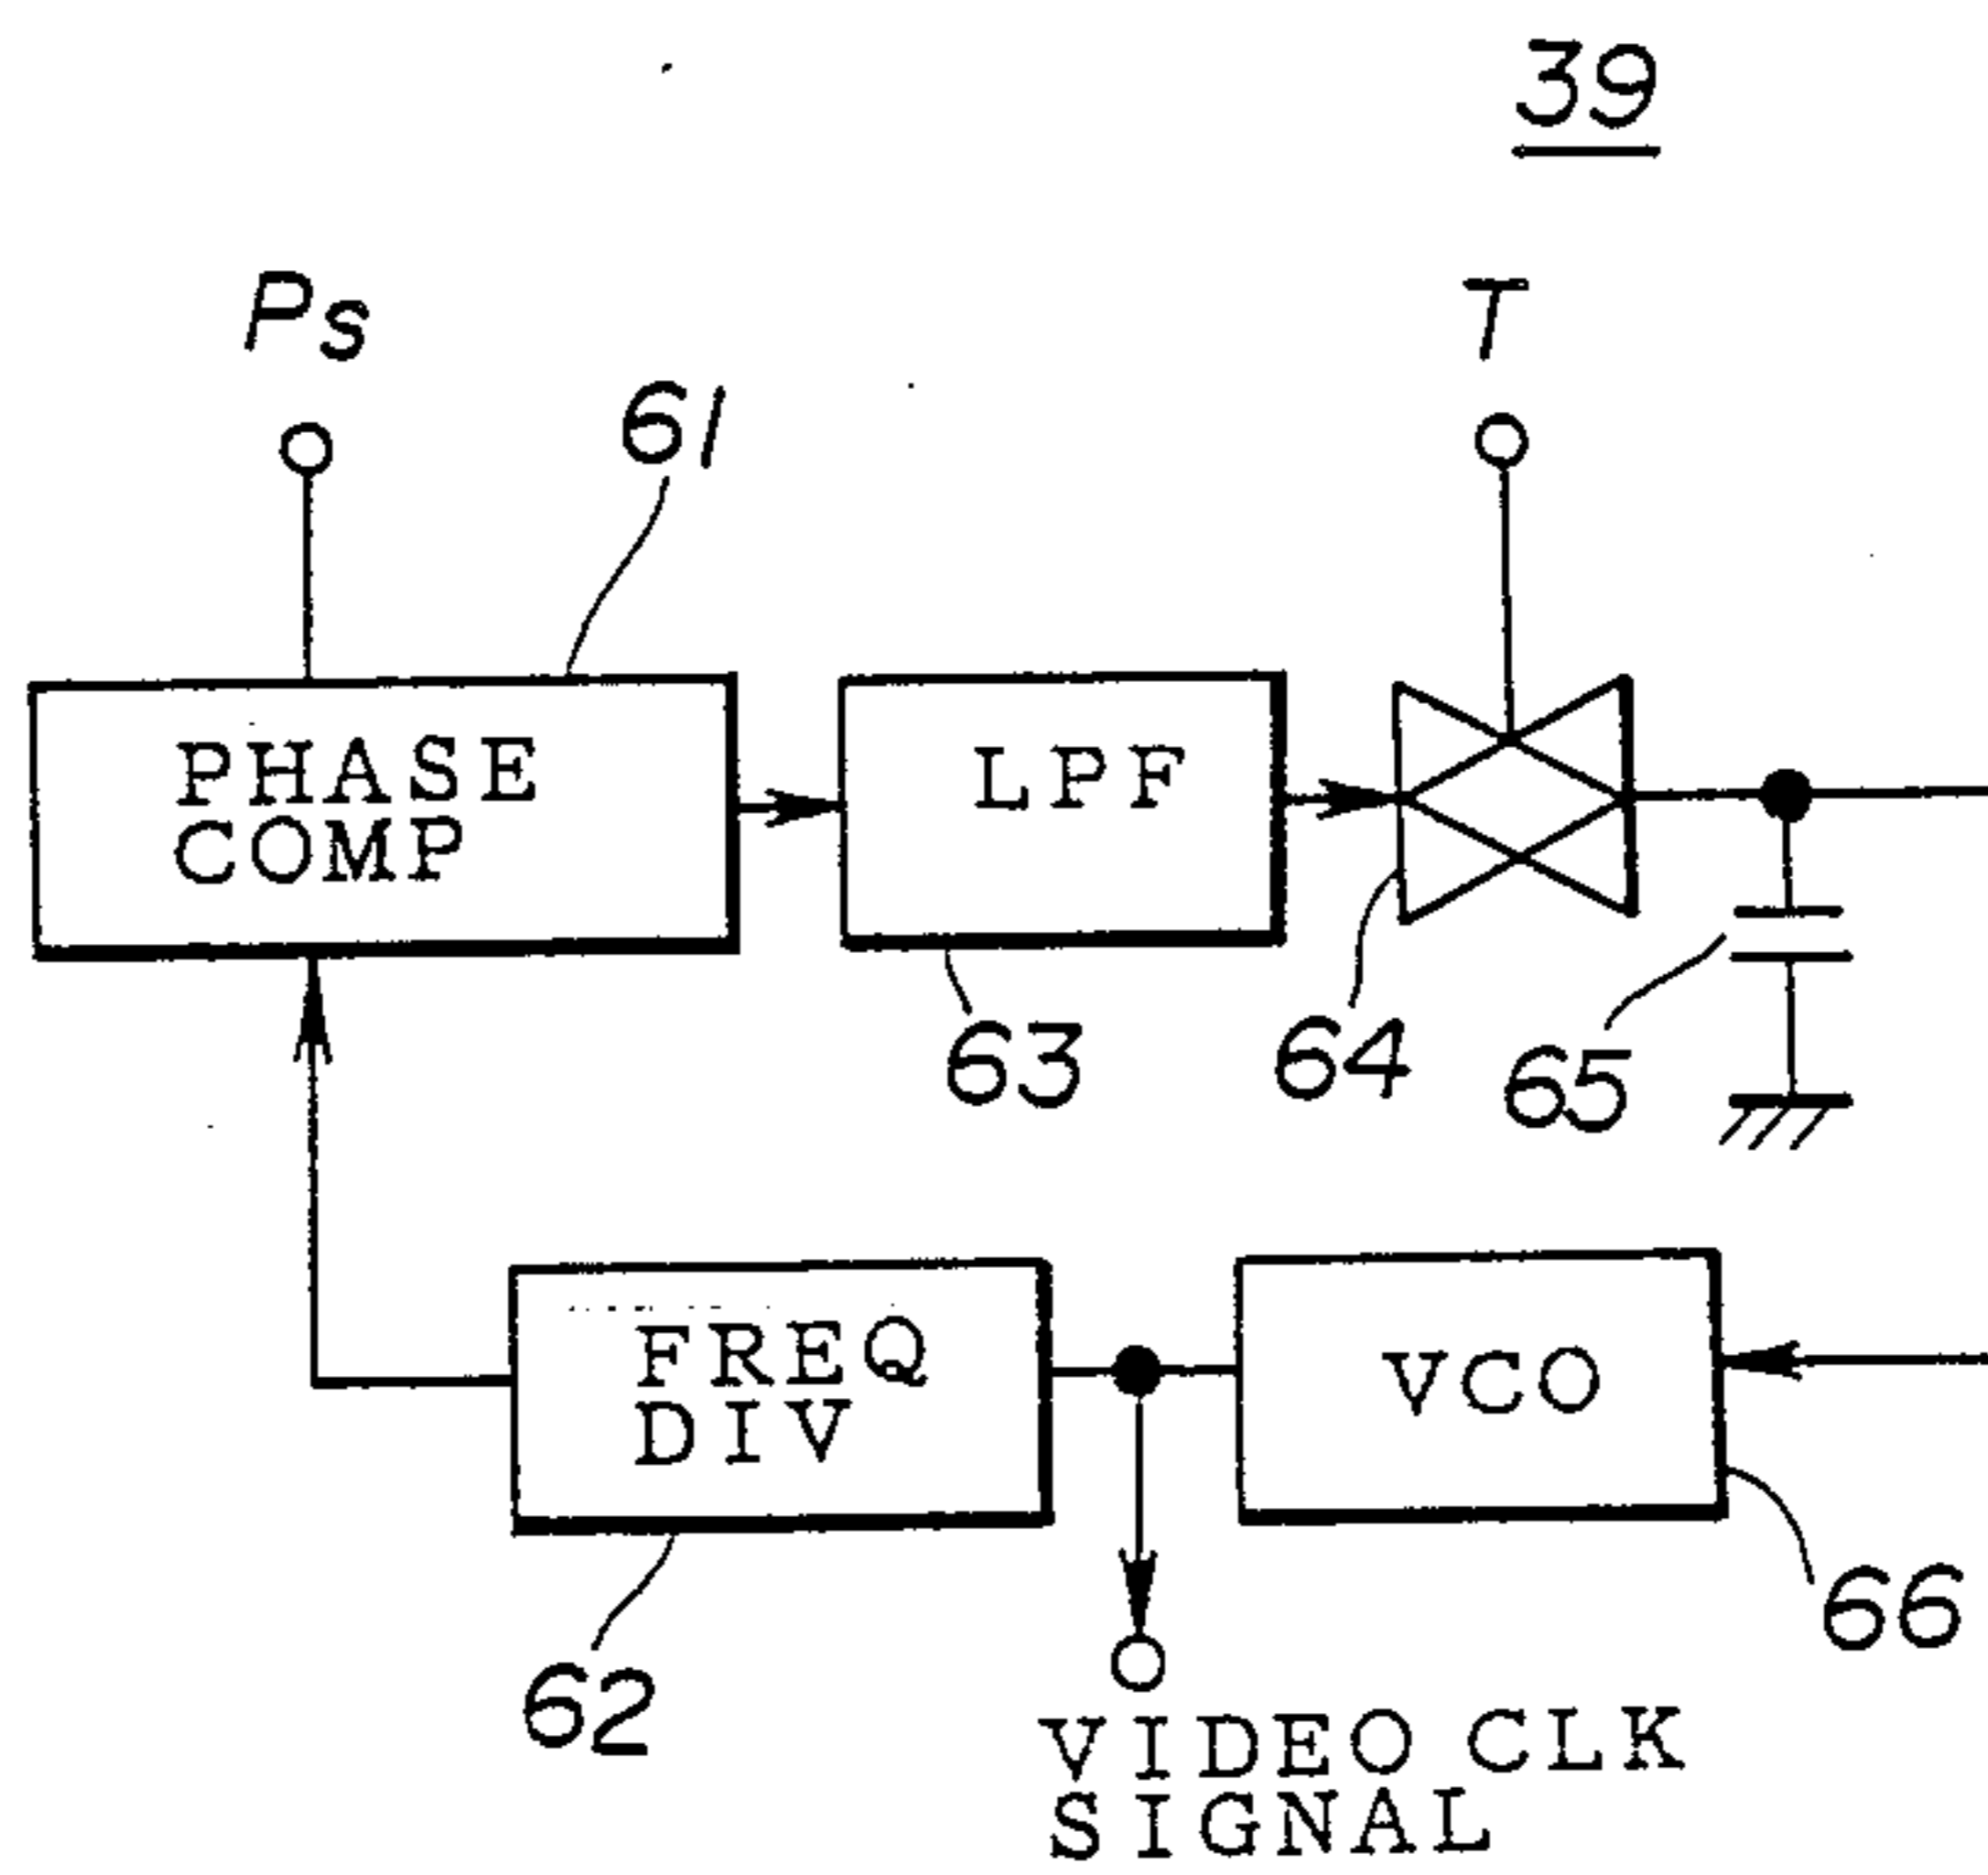 39
Ps
T
61
PHASE
COMP
LPF
63
64
65
FREQ
DIV
VCO
66
62
VIDEO CLK
SIGNAL